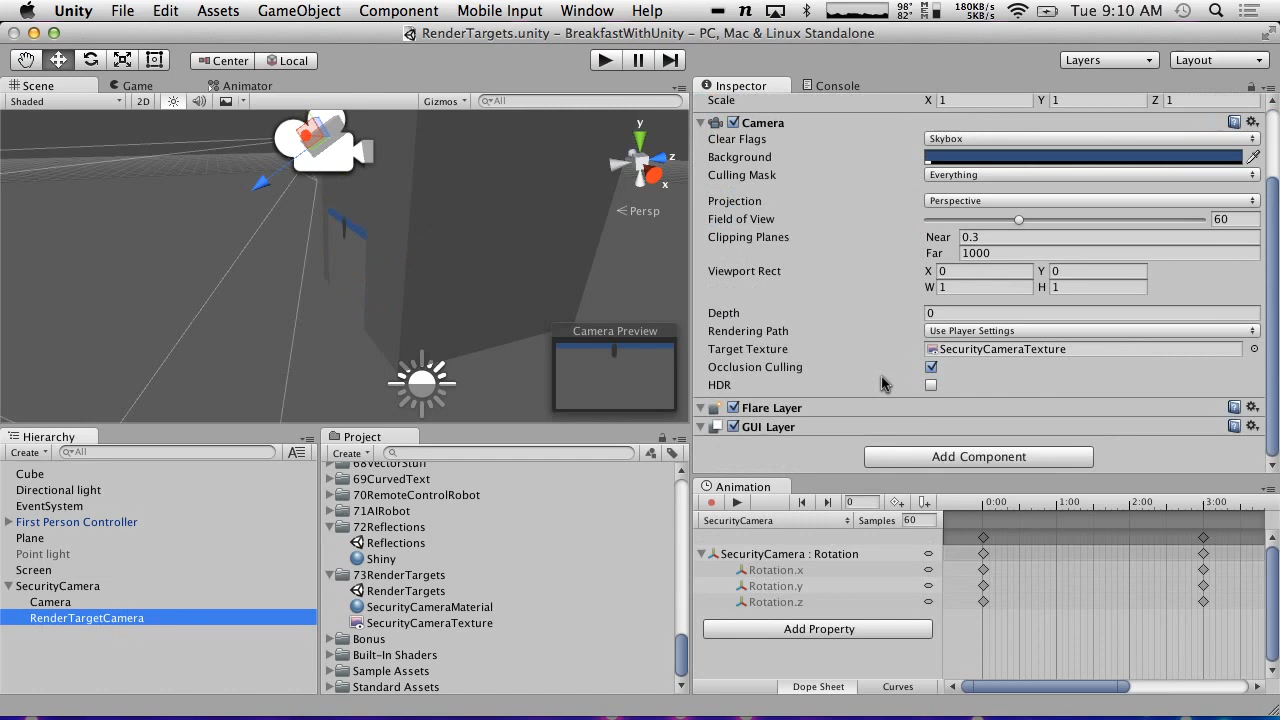 Unity File Edit Assets GameObject Component Mobile Input Window Help 98° 82° MEM 180KB/s 5KB/s Tue 9:10 AM
RenderTargets.unity – BreakfastWithUnity – PC, Mac & Linux Standalone
Center Local Layers Layout
Scene Game Animator
Shaded 2D Gizmos All
y
z
x
Persp
Camera Preview
Inspector Console
Scale X 1 Y 1 Z 1
Camera
Clear Flags Skybox
Background
Culling Mask Everything
Projection Perspective
Field of View 60
Clipping Planes Near 0.3
Far 1000
Viewport Rect X 0 Y 0
W 1 H 1
Depth 0
Rendering Path Use Player Settings
Target Texture SecurityCameraTexture
Occlusion Culling
HDR
Flare Layer
GUI Layer
Add Component
Hierarchy
Create All
Cube
Directional light
EventSystem
First Person Controller
Plane
Point light
Screen
SecurityCamera
Camera
RenderTargetCamera
Project
Create
68VectorStuff
69CurvedText
70RemoteControlRobot
71AIRobot
72Reflections
Reflections
Shiny
73RenderTargets
RenderTargets
SecurityCameraMaterial
SecurityCameraTexture
Bonus
Built-In Shaders
Sample Assets
Standard Assets
Animation
0 0:00 1:00 2:00 3:00
SecurityCamera Samples 60
SecurityCamera : Rotation
Rotation.x
Rotation.y
Rotation.z
Add Property
Dope Sheet Curves